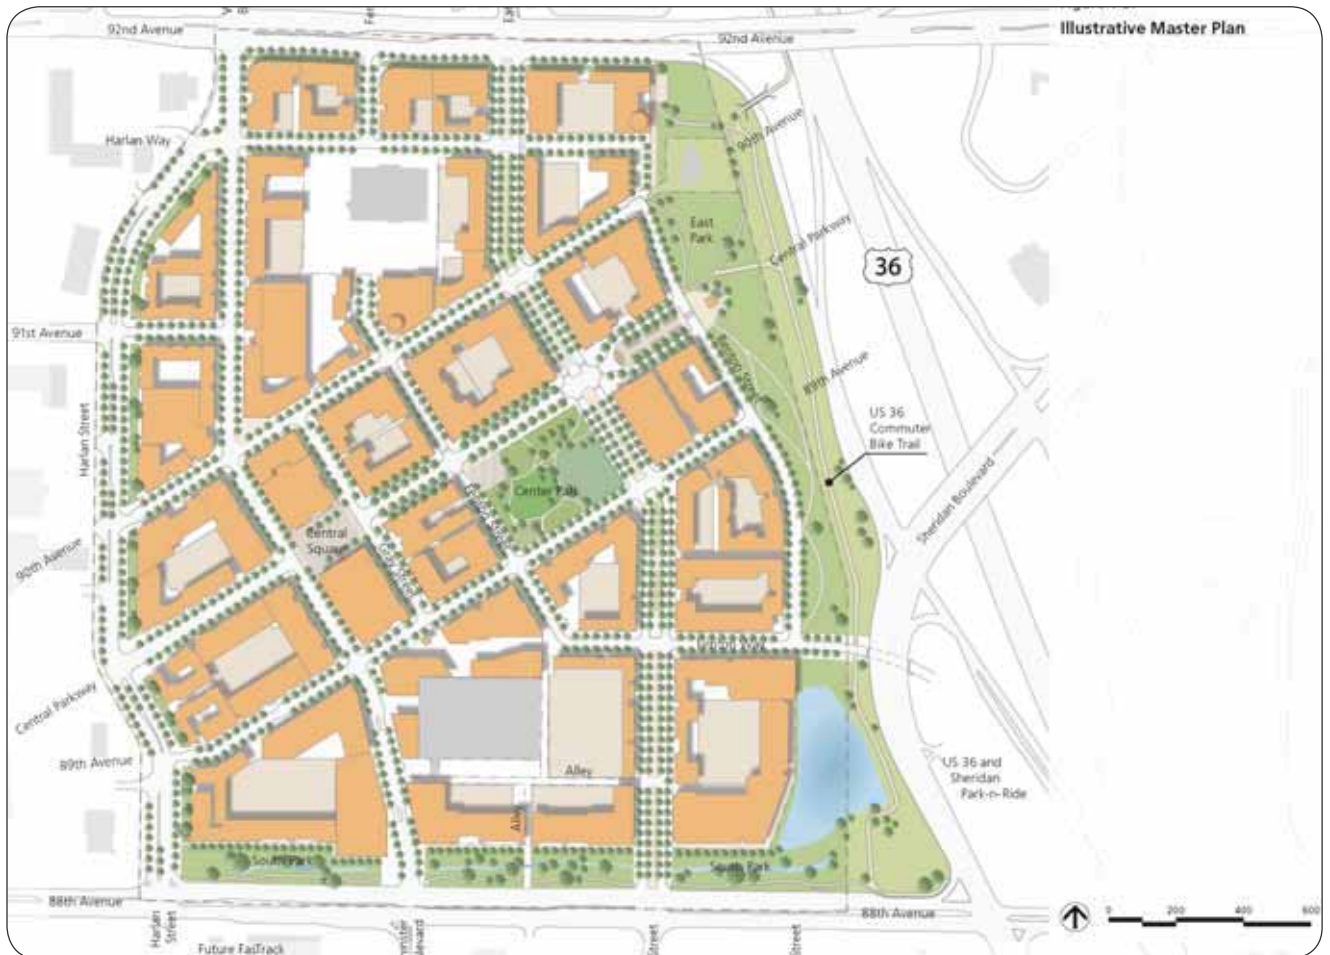 Illustrative Master Plan
92nd Avenue
92nd Avenue
Harlan Way
90th Avenue
East
Park
Central Parkway
36
91st Avenue
89th Avenue
US 36
Commuter
Bike Trail
Harlan Street
Sheridan Boulevard
Center Park
Central
Square
90th Avenue
Central Parkway
89th Avenue
Alley
Alley
US 36 and
Sheridan
Park-n-Ride
South Park
South Park
88th Avenue
88th Avenue
0 200 400 600
Harlan
Street
Street
Street
Future FasTrack